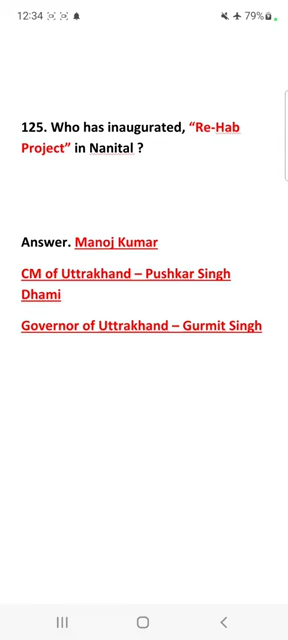 12:34 79%
125. Who has inaugurated, “Re-Hab
Project” in Nanital ?
Answer. Manoj Kumar
CM of Uttrakhand – Pushkar Singh
Dhami
Governor of Uttrakhand – Gurmit Singh